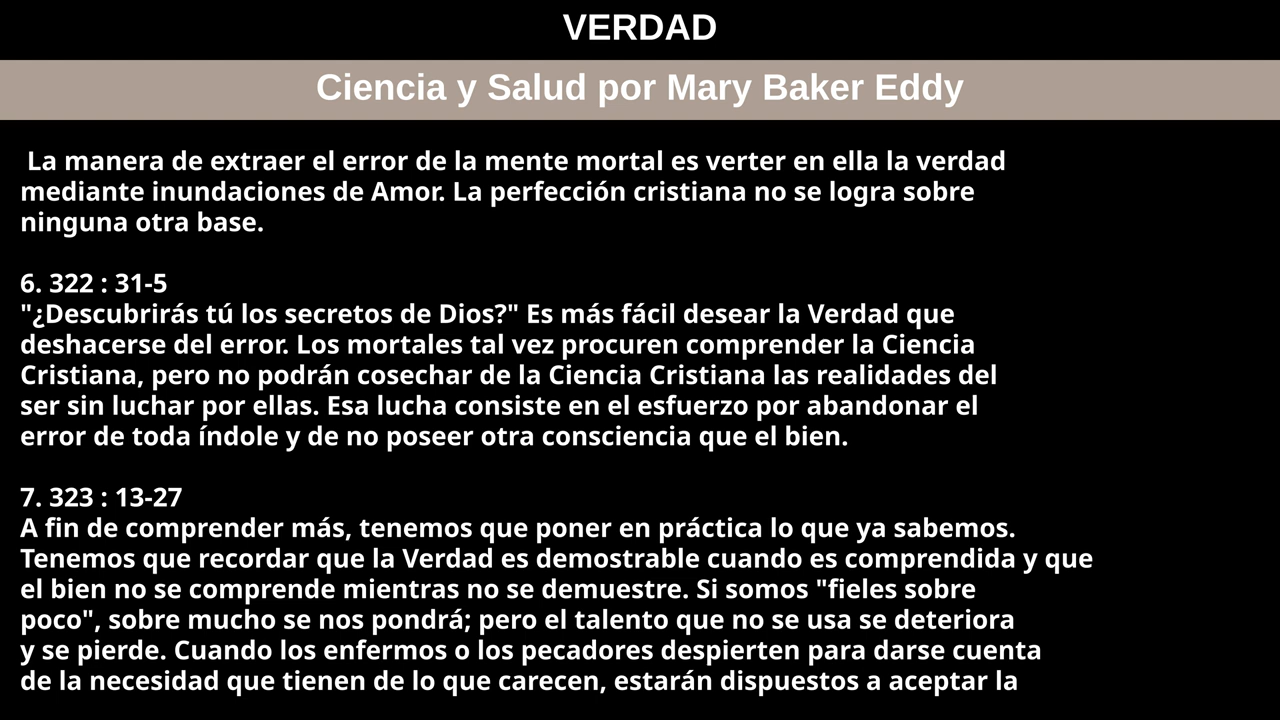 VERDAD
Ciencia y Salud por Mary Baker Eddy
La manera de extraer el error de la mente mortal es verter en ella la verdad
mediante inundaciones de Amor. La perfección cristiana no se logra sobre
ninguna otra base.
6. 322 : 31-5
"¿Descubrirás tú los secretos de Dios?" Es más fácil desear la Verdad que
deshacerse del error. Los mortales tal vez procuren comprender la Ciencia
Cristiana, pero no podrán cosechar de la Ciencia Cristiana las realidades del
ser sin luchar por ellas. Esa lucha consiste en el esfuerzo por abandonar el
error de toda índole y de no poseer otra consciencia que el bien.
7. 323 : 13-27
A fin de comprender más, tenemos que poner en práctica lo que ya sabemos.
Tenemos que recordar que la Verdad es demostrable cuando es comprendida y que
el bien no se comprende mientras no se demuestre. Si somos "fieles sobre
poco", sobre mucho se nos pondrá; pero el talento que no se usa se deteriora
y se pierde. Cuando los enfermos o los pecadores despierten para darse cuenta
de la necesidad que tienen de lo que carecen, estarán dispuestos a aceptar la